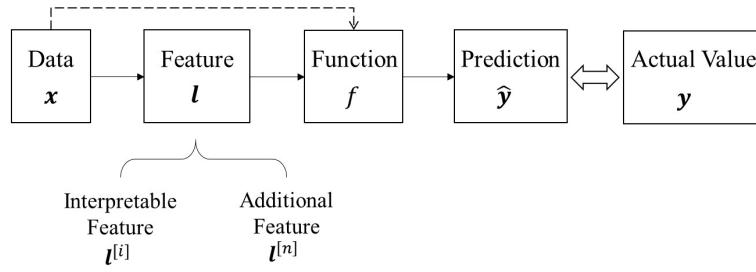 Data
x
Feature
l
Function
f
Prediction
ŷ
Actual Value
y
Interpretable
Feature
l^[i]
Additional
Feature
l^[n]